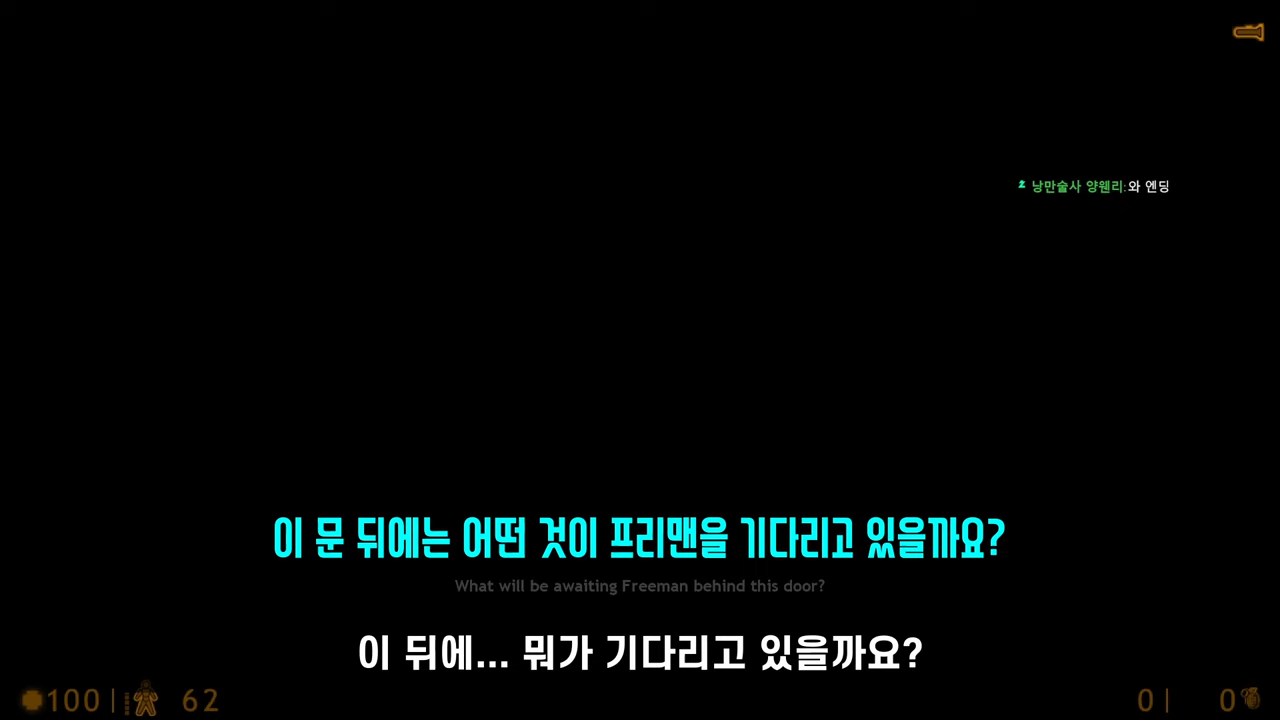 낭만술사 양웬리:와 엔딩
이 문 뒤에는 어떤 것이 프리맨을 기다리고 있을까요?
What will be awaiting Freeman behind this door?
이 뒤에... 뭐가 기다리고 있을까요?
100| 62 0| 0